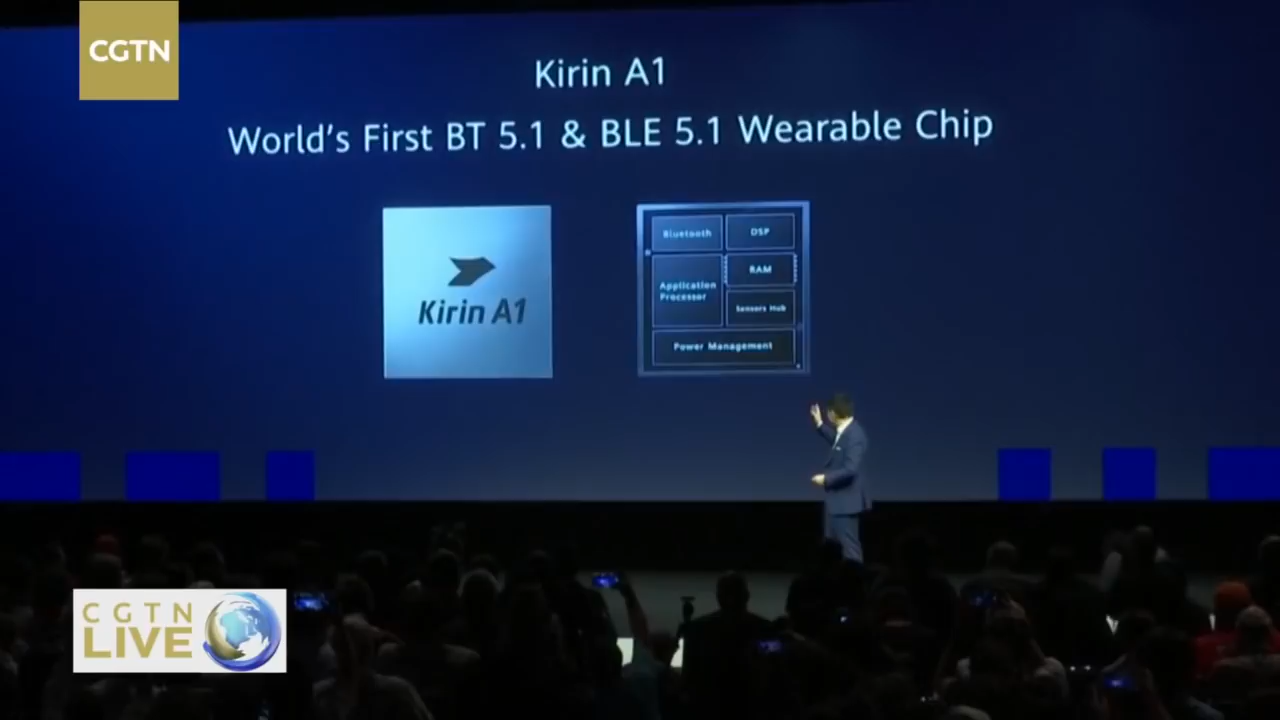 CGTN
Kirin A1
World's First BT 5.1 & BLE 5.1 Wearable Chip
Kirin A1
Bluetooth
DSP
RAM
Application
Processor
Sensors Hub
Power Management
CGTN
LIVE